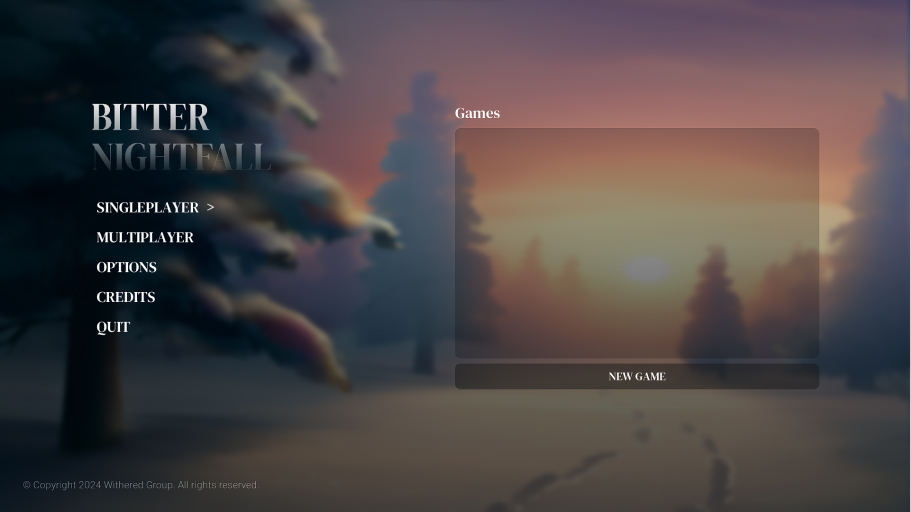 BITTER
NIGHTFALL
SINGLEPLAYER >
MULTIPLAYER
OPTIONS
CREDITS
QUIT
Games
NEW GAME
© Copyright 2024 Withered Group. All rights reserved